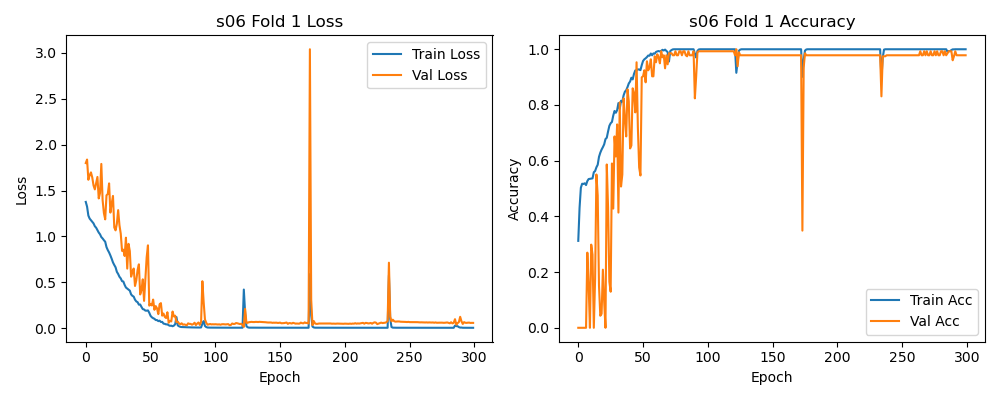 s06 Fold 1 Loss
3.0
2.5
2.0
1.5
1.0
0.5
0.0
Loss
0 50 100 150 200 250 300
Epoch
Train Loss
Val Loss
s06 Fold 1 Accuracy
1.0
0.8
0.6
0.4
0.2
0.0
Accuracy
0 50 100 150 200 250 300
Epoch
Train Acc
Val Acc